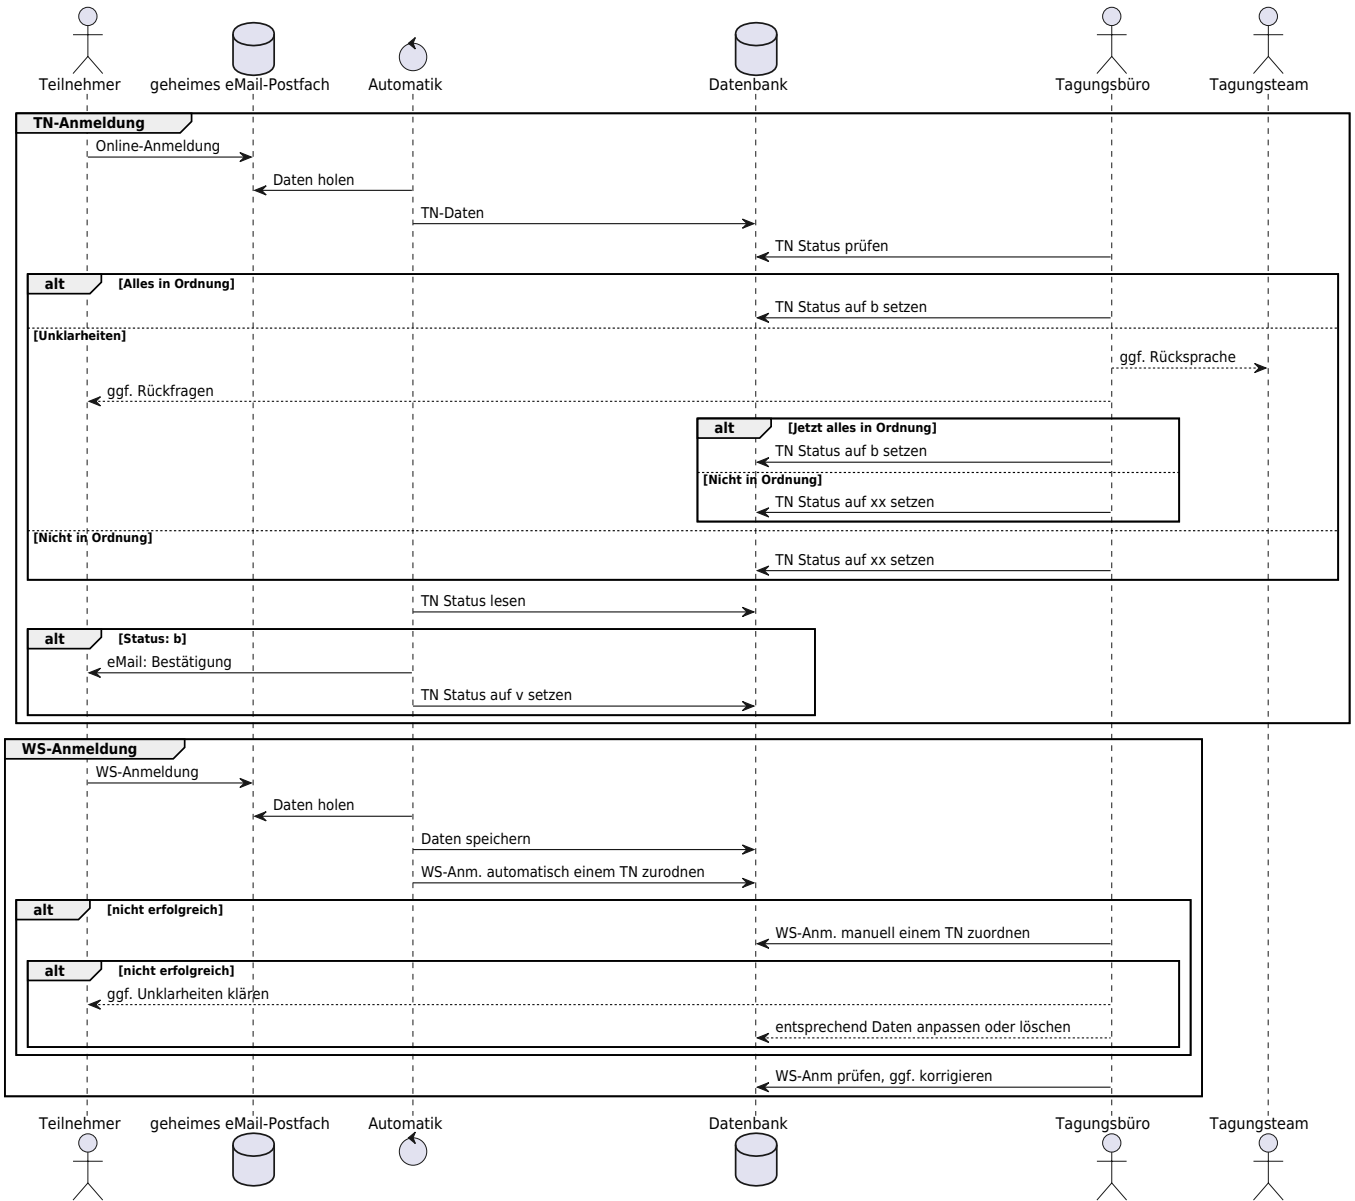 Teilnehmer
geheimes eMail-Postfach
Automatik
Datenbank
Tagungsbüro
Tagungsteam
TN-Anmeldung
Online-Anmeldung
Daten holen
TN-Daten
TN Status prüfen
alt [Alles in Ordnung]
TN Status auf b setzen
[Unklarheiten]
ggf. Rücksprache
ggf. Rückfragen
alt [Jetzt alles in Ordnung]
TN Status auf b setzen
[Nicht in Ordnung]
TN Status auf xx setzen
[Nicht in Ordnung]
TN Status auf xx setzen
TN Status lesen
alt [Status: b]
eMail: Bestätigung
TN Status auf v setzen
WS-Anmeldung
WS-Anmeldung
Daten holen
Daten speichern
WS-Anm. automatisch einem TN zurodnen
alt [nicht erfolgreich]
WS-Anm. manuell einem TN zuordnen
alt [nicht erfolgreich]
ggf. Unklarheiten klären
entsprechend Daten anpassen oder löschen
WS-Anm prüfen, ggf. korrigieren
Teilnehmer
geheimes eMail-Postfach
Automatik
Datenbank
Tagungsbüro
Tagungsteam